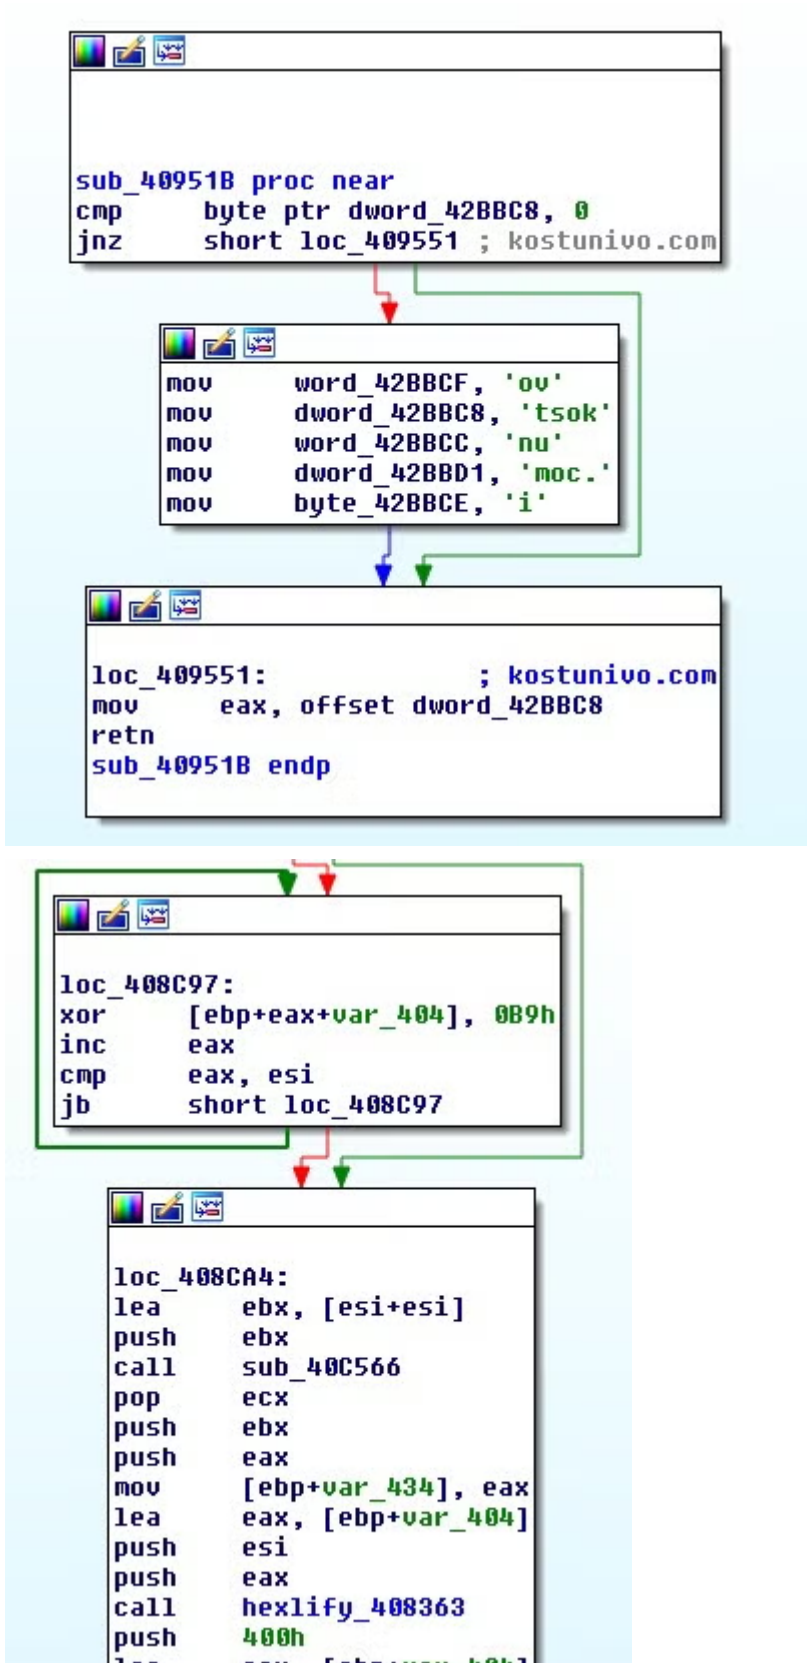 sub_40951B proc near
cmp byte ptr dword_42BBC8, 0
jnz short loc_409551 ; kostunivo.com
mov word_42BBCF, 'ov'
mov dword_42BBC8, 'tsok'
mov word_42BBCC, 'nu'
mov dword_42BBD1, 'moc.'
mov byte_42BBCE, 'i'
loc_409551: ; kostunivo.com
mov eax, offset dword_42BBC8
retn
sub_40951B endp
loc_408C97:
xor [ebp+eax+var_404], 0B9h
inc eax
cmp eax, esi
jb short loc_408C97
loc_408CA4:
lea ebx, [esi+esi]
push ebx
call sub_40C566
pop ecx
push ebx
push eax
mov [ebp+var_434], eax
lea eax, [ebp+var_404]
push esi
push eax
call hexlify_408363
push 400h